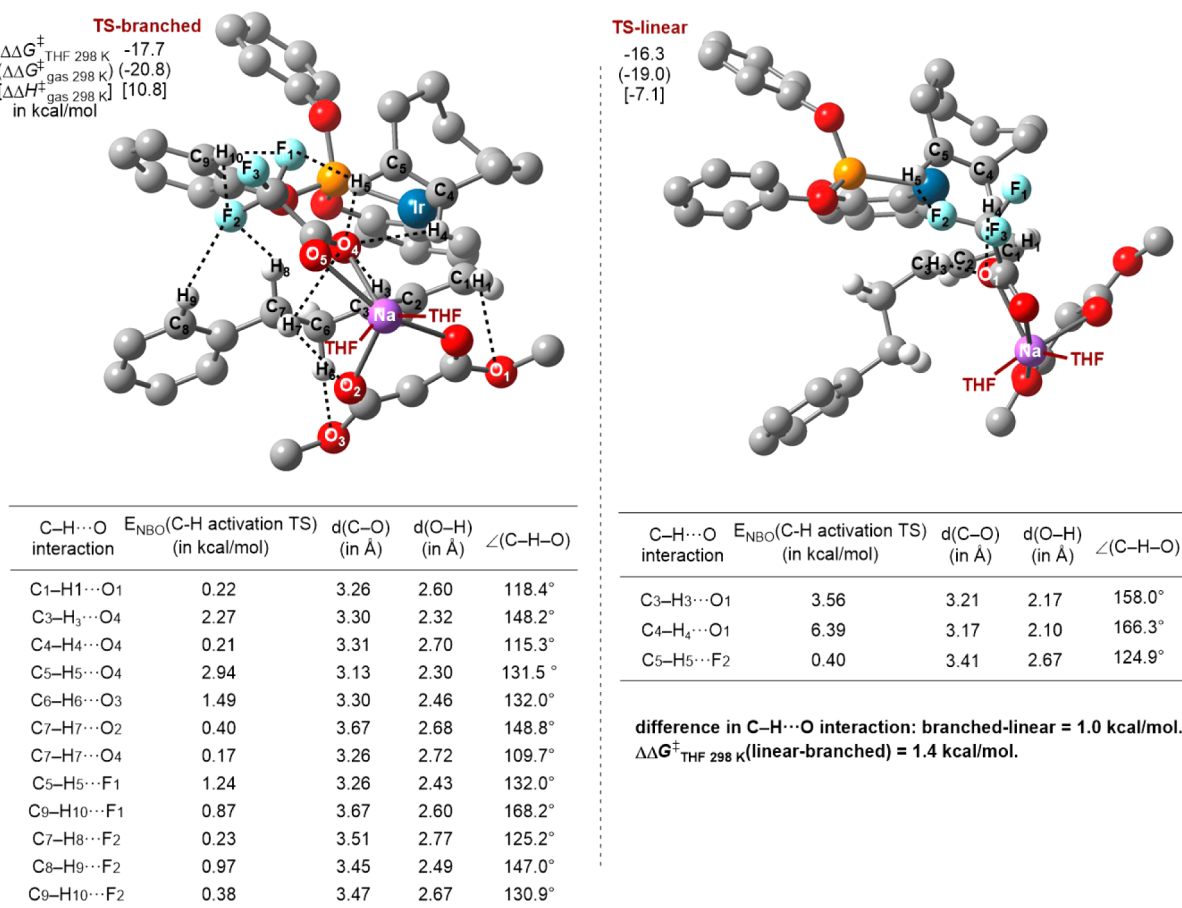 TS-branched
ΔΔG‡THF 298 K -17.7
(ΔΔG‡gas 298 K) (-20.8)
[ΔΔH‡gas 298 K] [10.8]
in kcal/mol
C9 H10 F1
F3
C5
H5
C4
Ir
F2
H4
O5 O4
H8
H3
C1 H1
H9
C7
C3 C2
C8
H7 C6
Na THF
THF
H6
O2
O1
O3
TS-linear
-16.3
(-19.0)
[-7.1]
C5
C4
H5
F1
F2
H4
F3
H1
C3 H3 C2 C1
O1
Na
THF
THF
C–H···O interaction ENBO(C-H activation TS) (in kcal/mol) d(C–O) (in Å) d(O–H) (in Å) ∠(C–H–O)
C1–H1···O1 0.22 3.26 2.60 118.4°
C3–H3···O4 2.27 3.30 2.32 148.2°
C4–H4···O4 0.21 3.31 2.70 115.3°
C5–H5···O4 2.94 3.13 2.30 131.5 °
C6–H6···O3 1.49 3.30 2.46 132.0°
C7–H7···O2 0.40 3.67 2.68 148.8°
C7–H7···O4 0.17 3.26 2.72 109.7°
C5–H5···F1 1.24 3.26 2.43 132.0°
C9–H10···F1 0.87 3.67 2.60 168.2°
C7–H8···F2 0.23 3.51 2.77 125.2°
C8–H9···F2 0.97 3.45 2.49 147.0°
C9–H10···F2 0.38 3.47 2.67 130.9°
C–H···O interaction ENBO(C-H activation TS) (in kcal/mol) d(C–O) (in Å) d(O–H) (in Å) ∠(C–H–O)
C3–H3···O1 3.56 3.21 2.17 158.0°
C4–H4···O1 6.39 3.17 2.10 166.3°
C5–H5···F2 0.40 3.41 2.67 124.9°
difference in C–H···O interaction: branched-linear = 1.0 kcal/mol.
ΔΔG‡THF 298 K(linear-branched) = 1.4 kcal/mol.